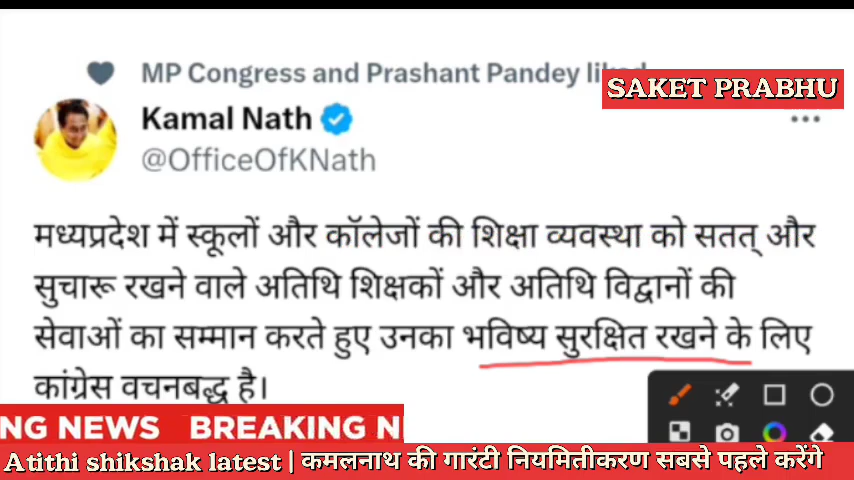 MP Congress and Prashant Pandey liked
SAKET PRABHU
Kamal Nath
@OfficeOfKNath
मध्यप्रदेश में स्कूलों और कॉलेजों की शिक्षा व्यवस्था को सतत् और
सुचारू रखने वाले अतिथि शिक्षकों और अतिथि विद्वानों की
सेवाओं का सम्मान करते हुए उनका भविष्य सुरक्षित रखने के लिए
कांग्रेस वचनबद्ध है।
NG NEWS BREAKING N
Atithi shikshak latest | कमलनाथ की गारंटी नियमितीकरण सबसे पहले करेंगे